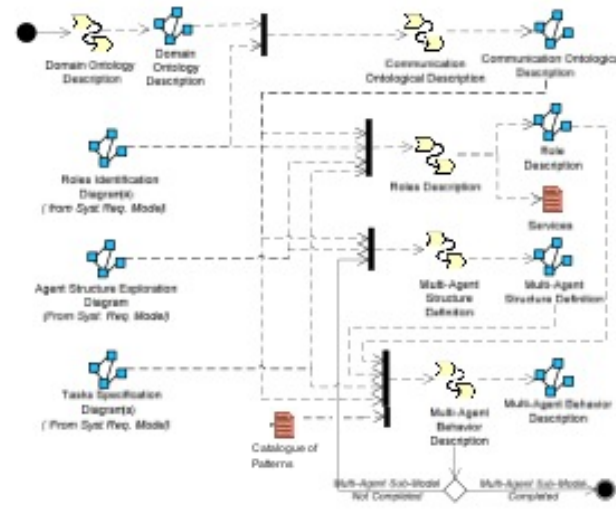 Domain Ontology
Description
Domain
Ontology
Description
Communication
Ontological Description
Communication Ontological
Description
Roles Identification
Diagram(s)
( from Syst. Req. Model)
Roles Description
Role
Description
Services
Agent Structure Exploration
Diagram
(From Syst. Req. Model)
Multi-Agent
Structure
Definition
Multi-Agent
Structure Definition
Tasks Specification
Diagram(s)
( From Syst Req. Model)
Catalogue of
Patterns
Multi-Agent
Behavior
Description
Multi-Agent Behavior
Description
Multi-Agent Sub-Model
Not Completed
Multi-Agent Sub-Model
Completed